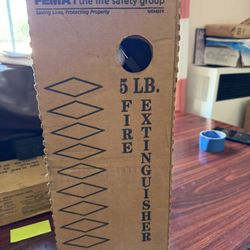 FEMA | the fire safety group
Saving Lives, Protecting Property
5 LB.
FIRE
EXTINGUISHER